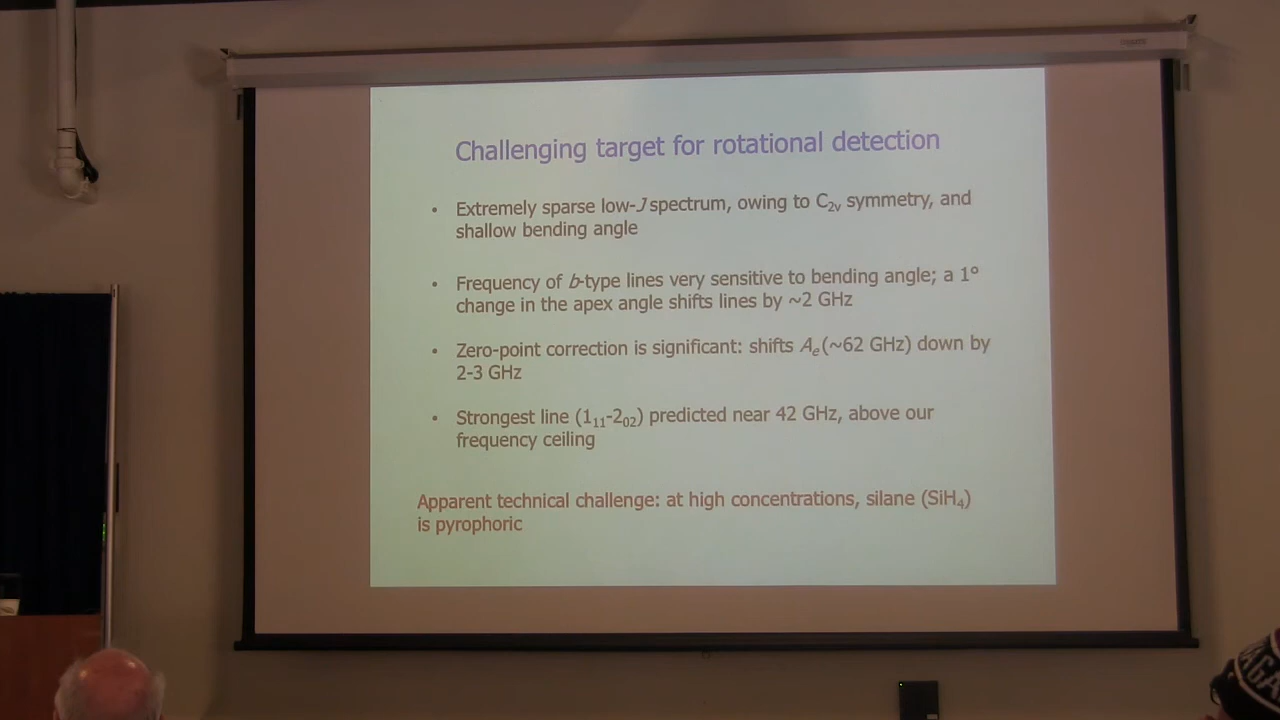 Challenging target for rotational detection
• Extremely sparse low-J spectrum, owing to C2v symmetry, and
shallow bending angle
• Frequency of b-type lines very sensitive to bending angle; a 1°
change in the apex angle shifts lines by ~2 GHz
• Zero-point correction is significant: shifts Ae (~62 GHz) down by
2-3 GHz
• Strongest line (111-202) predicted near 42 GHz, above our
frequency ceiling
Apparent technical challenge: at high concentrations, silane (SiH4)
is pyrophoric